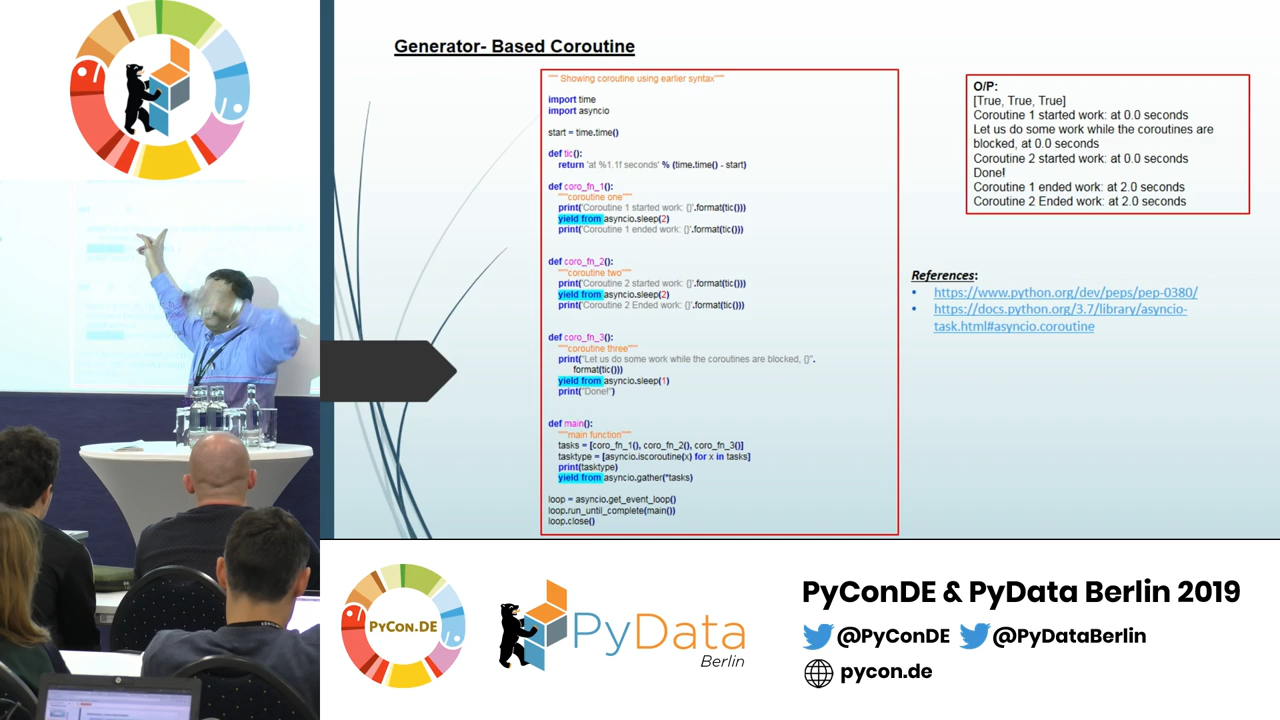 Generator- Based Coroutine
""" Showing coroutine using earlier syntax"""
import time
import asyncio
start = time.time()
def tic():
return 'at %1.1f seconds' % (time.time() - start)
def coro_fn_1():
"""coroutine one"""
print('Coroutine 1 started work: {}'.format(tic()))
yield from asyncio.sleep(2)
print('Coroutine 1 ended work: {}'.format(tic()))
def coro_fn_2():
"""coroutine two"""
print('Coroutine 2 started work: {}'.format(tic()))
yield from asyncio.sleep(2)
print('Coroutine 2 Ended work: {}'.format(tic()))
def coro_fn_3():
"""coroutine three"""
print("Let us do some work while the coroutines are blocked, {}".
format(tic()))
yield from asyncio.sleep(1)
print("Done!")
def main():
"""main function"""
tasks = [coro_fn_1(), coro_fn_2(), coro_fn_3()]
tasktype = [asyncio.iscoroutine(x) for x in tasks]
print(tasktype)
yield from asyncio.gather(*tasks)
loop = asyncio.get_event_loop()
loop.run_until_complete(main())
loop.close()
O/P:
[True, True, True]
Coroutine 1 started work: at 0.0 seconds
Let us do some work while the coroutines are
blocked, at 0.0 seconds
Coroutine 2 started work: at 0.0 seconds
Done!
Coroutine 1 ended work: at 2.0 seconds
Coroutine 2 Ended work: at 2.0 seconds
References:
• https://www.python.org/dev/peps/pep-0380/
• https://docs.python.org/3.7/library/asyncio-
task.html#asyncio.coroutine
PYCON.DE
PyData
Berlin
PyConDE & PyData Berlin 2019
@PyConDE @PyDataBerlin
pycon.de